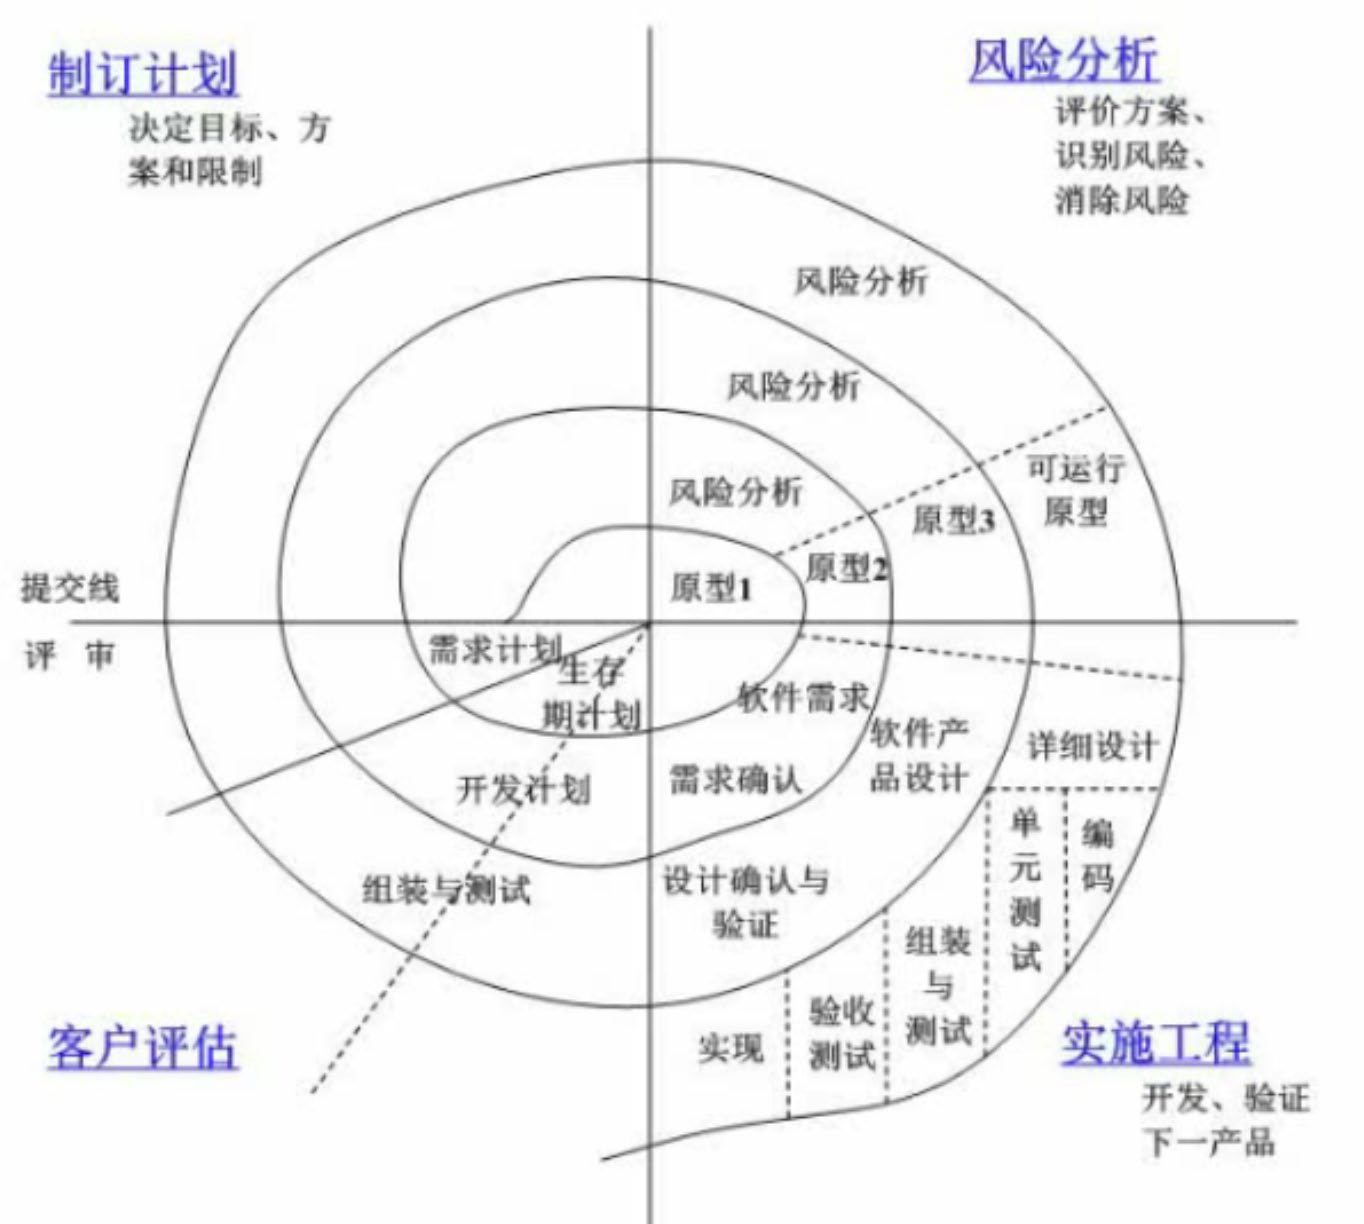 制订计划
决定目标、方
案和限制
风险分析
评价方案、
识别风险、
消除风险
风险分析
风险分析
风险分析
可运行
原型
原型3
原型2
原型1
提交线
评 审
需求计划
生存
期计划
软件需求
软件产
品设计
详细设计
开发计划
需求确认
单
元
测
试
编
码
组装与测试
设计确认与
验证
组装
与
测试
验收
测试
实现
客户评估
实施工程
开发、验证
下一产品